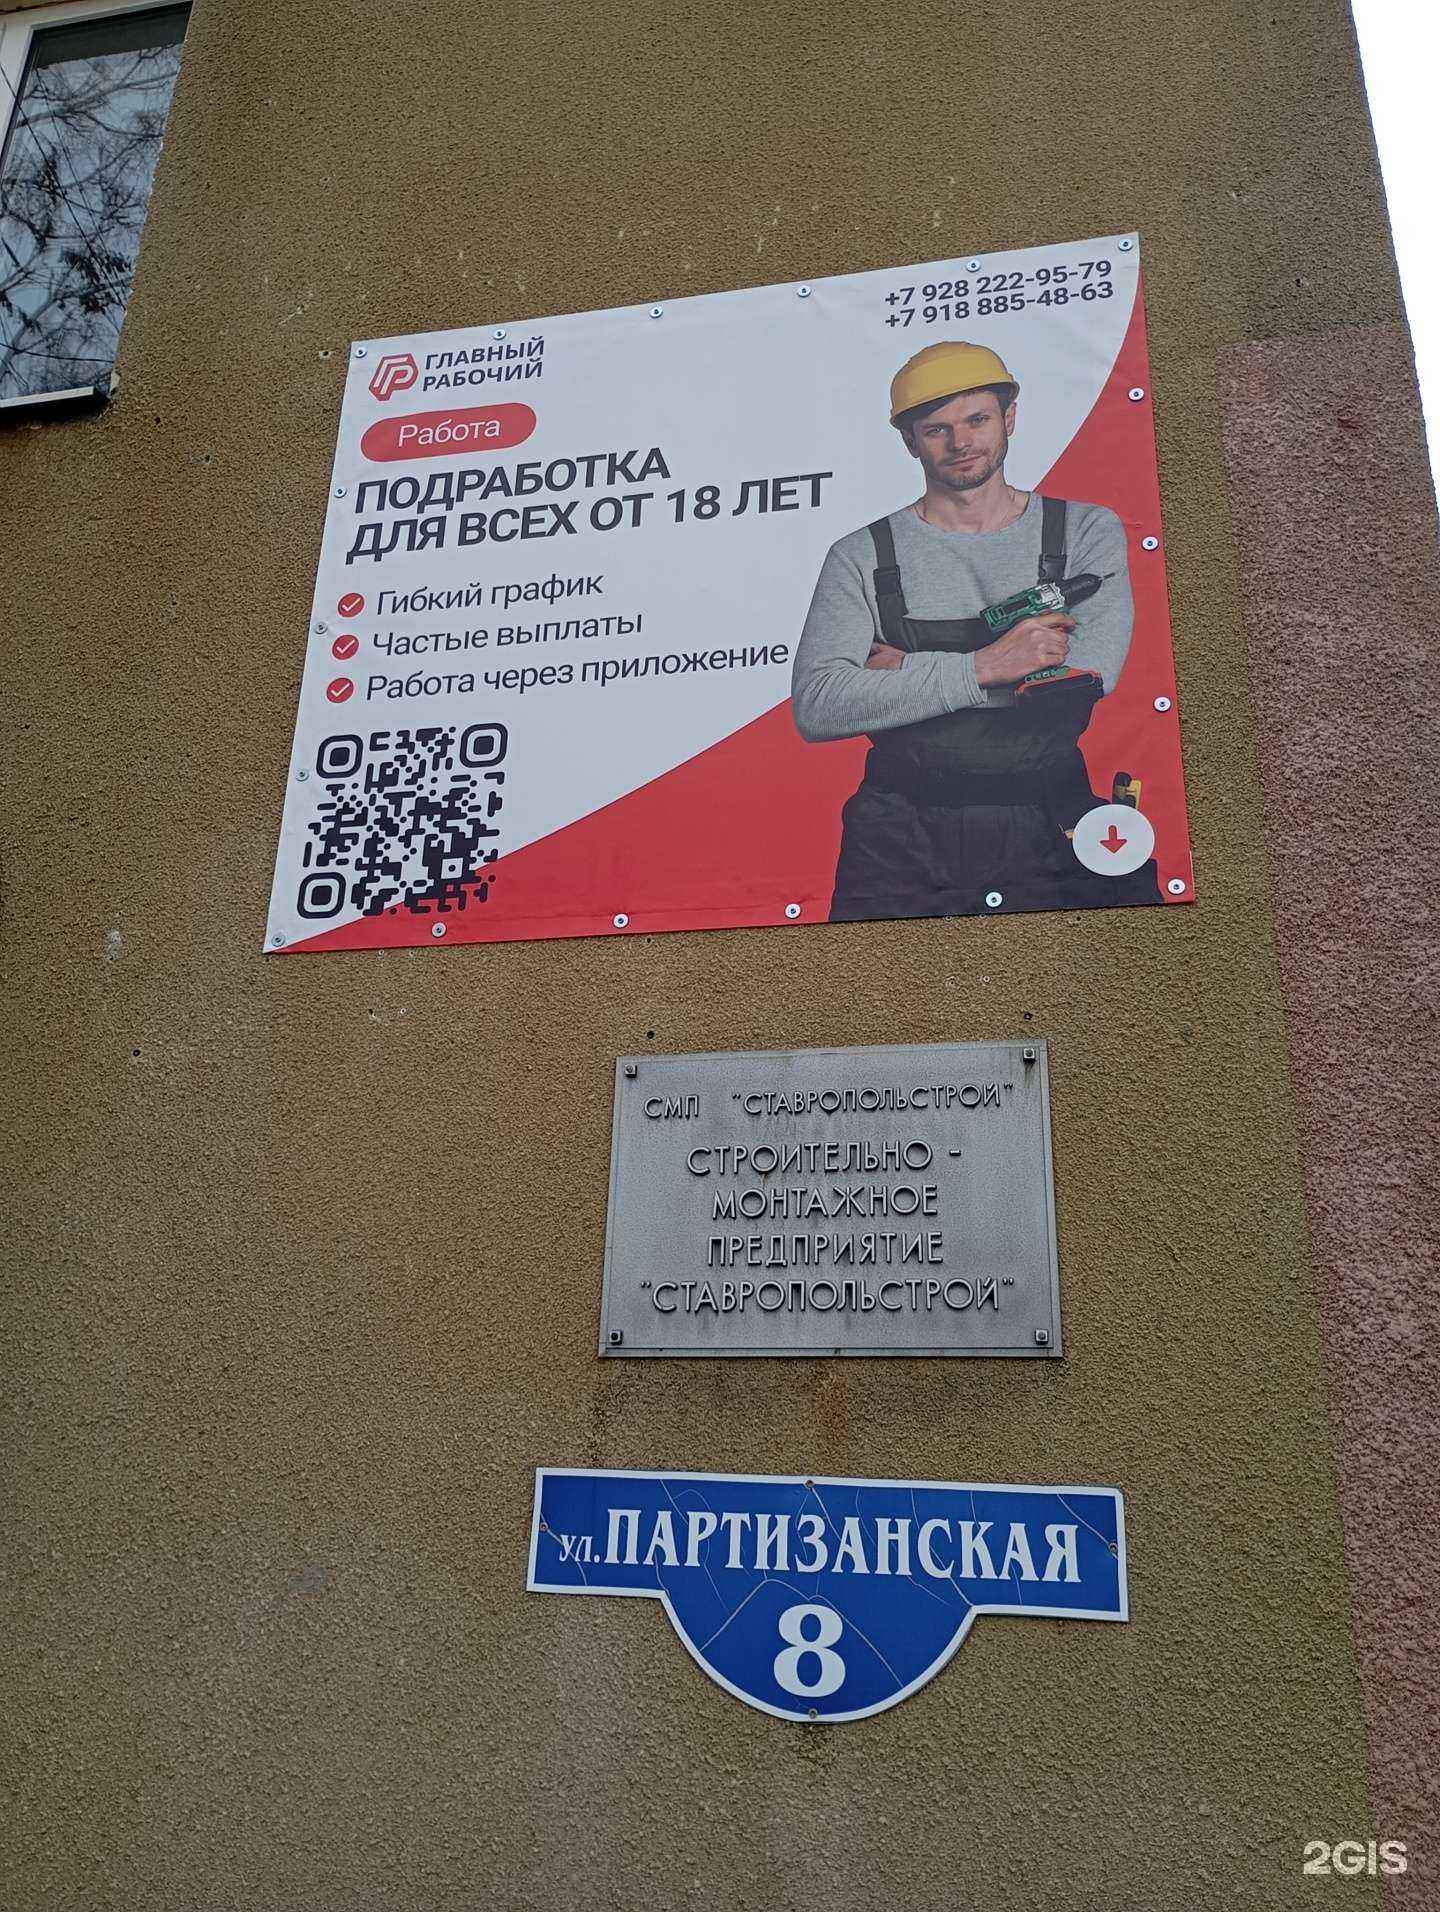 +7 928 222-95-79
+7 918 885-48-63
ГЛАВНЫЙ
РАБОЧИЙ
Работа
ПОДРАБОТКА
ДЛЯ ВСЕХ ОТ 18 ЛЕТ
Гибкий график
Частые выплаты
Работа через приложение
СМП "СТАВРОПОЛЬСТРОЙ"
СТРОИТЕЛЬНО -
МОНТАЖНОЕ
ПРЕДПРИЯТИЕ
"СТАВРОПОЛЬСТРОЙ"
ул.ПАРТИЗАНСКАЯ
8
2GIS